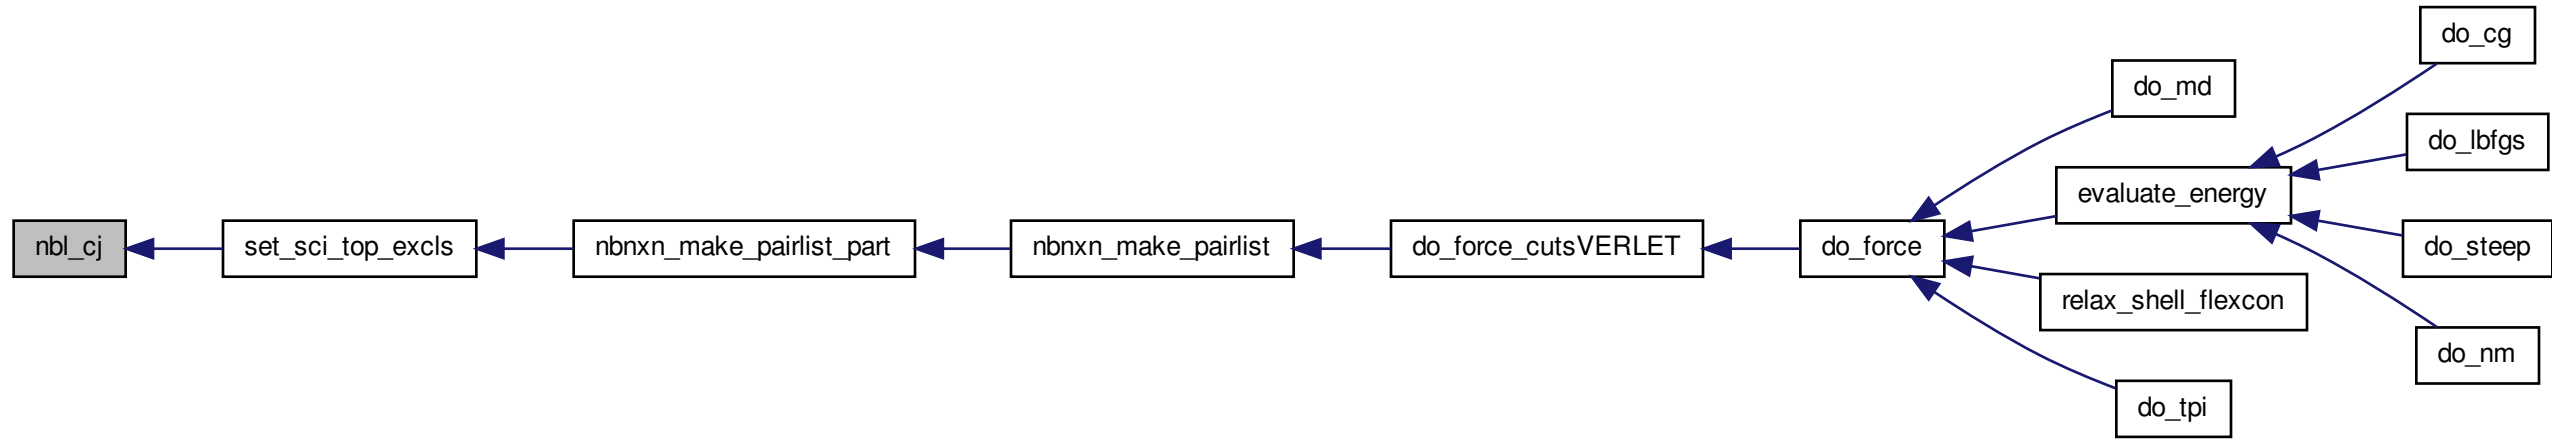 nbl_cj
set_sci_top_excls
nbnxn_make_pairlist_part
nbnxn_make_pairlist
do_force_cutsVERLET
do_force
do_md
evaluate_energy
relax_shell_flexcon
do_tpi
do_cg
do_lbfgs
do_steep
do_nm